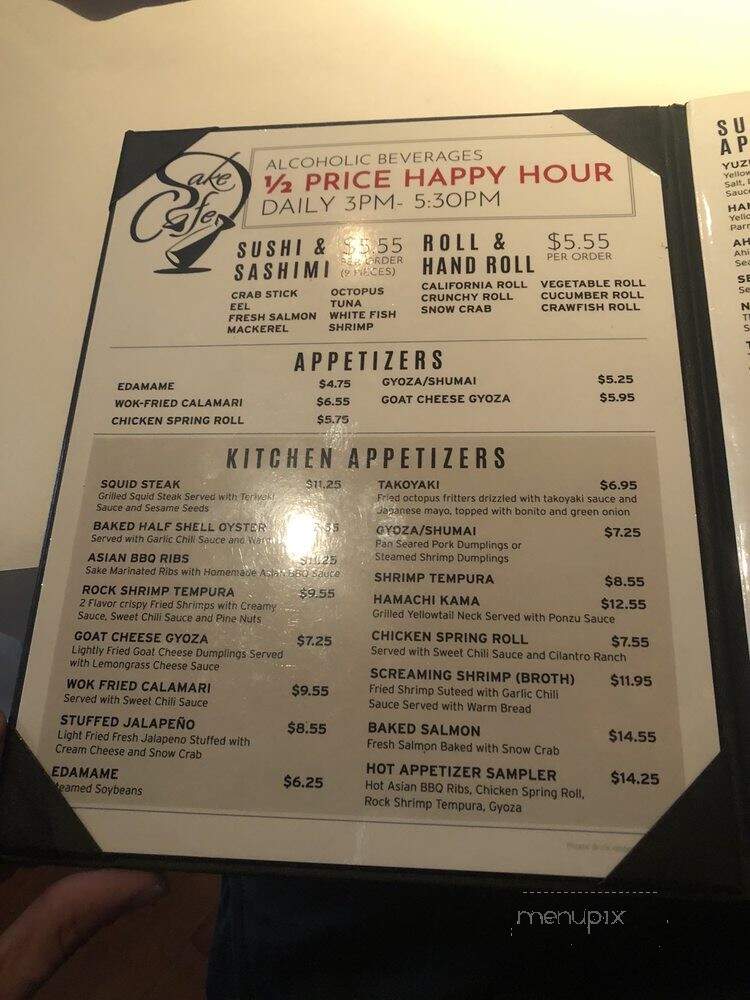 Sake Cafe
ALCOHOLIC BEVERAGES
½ PRICE HAPPY HOUR
DAILY 3PM- 5:30PM
SUSHI & SASHIMI
$5.55
PER ORDER
(9 PIECES)
CRAB STICK
EEL
FRESH SALMON
MACKEREL
OCTOPUS
TUNA
WHITE FISH
SHRIMP
ROLL & HAND ROLL
$5.55
PER ORDER
CALIFORNIA ROLL
CRUNCHY ROLL
SNOW CRAB
VEGETABLE ROLL
CUCUMBER ROLL
CRAWFISH ROLL
APPETIZERS
EDAMAME $4.75
WOK-FRIED CALAMARI $6.55
CHICKEN SPRING ROLL $5.75
GYOZA/SHUMAI $5.25
GOAT CHEESE GYOZA $5.95
KITCHEN APPETIZERS
SQUID STEAK $11.25
Grilled Squid Steak Served with Teriyaki
Sauce and Sesame Seeds
BAKED HALF SHELL OYSTER
Served with Garlic Chili Sauce and Warm
ASIAN BBQ RIBS $11.25
Sake Marinated Ribs with Homemade Asian BBQ Sauce
ROCK SHRIMP TEMPURA $9.55
2 Flavor crispy Fried Shrimps with Creamy
Sauce, Sweet Chili Sauce and Pine Nuts
GOAT CHEESE GYOZA $7.25
Lightly Fried Goat Cheese Dumplings Served
with Lemongrass Cheese Sauce
WOK FRIED CALAMARI $9.55
Served with Sweet Chili Sauce
STUFFED JALAPEÑO $8.55
Light Fried Fresh Jalapeno Stuffed with
Cream Cheese and Snow Crab
EDAMAME $6.25
Steamed Soybeans
TAKOYAKI $6.95
Fried octopus fritters drizzled with takoyaki sauce and
Japanese mayo, topped with bonito and green onion
GYOZA/SHUMAI $7.25
Pan Seared Pork Dumplings or
Steamed Shrimp Dumplings
SHRIMP TEMPURA $8.55
HAMACHI KAMA $12.55
Grilled Yellowtail Neck Served with Ponzu Sauce
CHICKEN SPRING ROLL $7.55
Served with Sweet Chili Sauce and Cilantro Ranch
SCREAMING SHRIMP (BROTH) $11.95
Fried Shrimp Suteed with Garlic Chili
Sauce Served with Warm Bread
BAKED SALMON $14.55
Fresh Salmon Baked with Snow Crab
HOT APPETIZER SAMPLER $14.25
Hot Asian BBQ Ribs, Chicken Spring Roll,
Rock Shrimp Tempura, Gyoza
SU
AP
YUZ
Yellow
Salt,
Sauce
HA
Yello
AH
Ahi
menupix